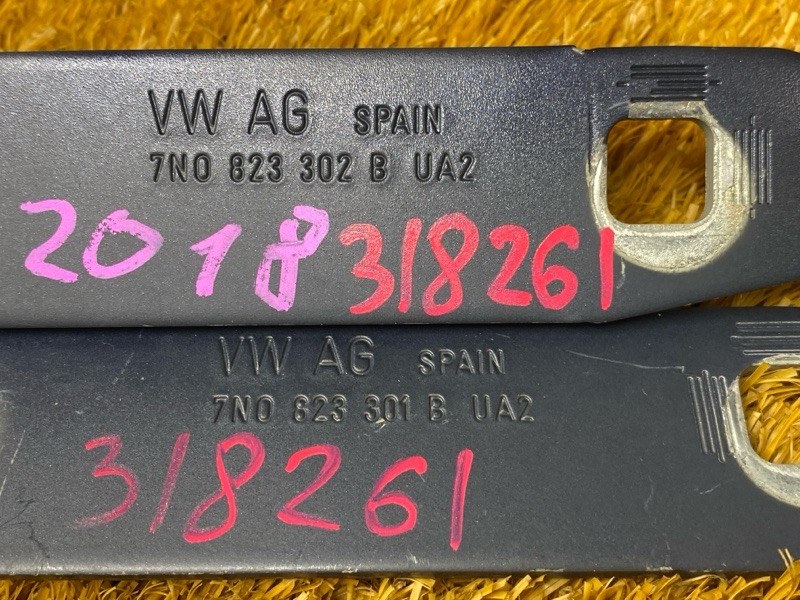 VW AG SPAIN
7N0 823 302 B UA2
2018 318261
VW AG SPAIN
7N0 823 301 B UA2
318261